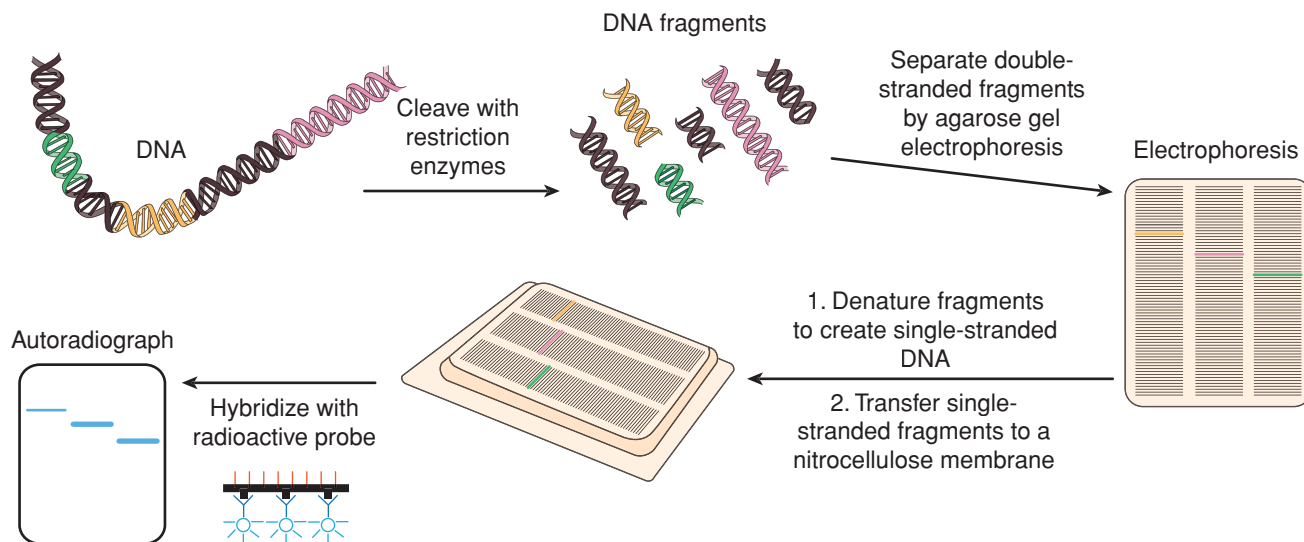 DNA fragments
DNA
Cleave with
restriction
enzymes
Separate double-
stranded fragments
by agarose gel
electrophoresis
Electrophoresis
1. Denature fragments
to create single-stranded
DNA
2. Transfer single-
stranded fragments to a
nitrocellulose membrane
Autoradiograph
Hybridize with
radioactive probe